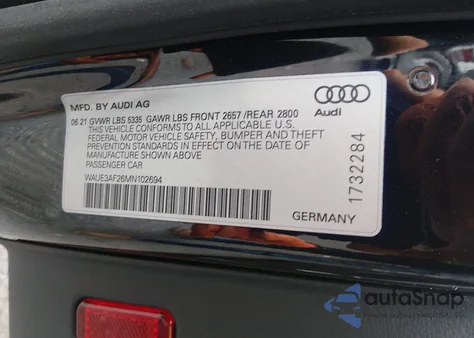 MFD. BY AUDI AG
06 21 GVWR LBS 5335 GAWR LBS FRONT 2657 /REAR 2800
THIS VEHICLE CONFORMS TO ALL APPLICABLE U.S.
FEDERAL MOTOR VEHICLE SAFETY, BUMPER AND THEFT
PREVENTION STANDARDS IN EFFECT ON THE DATE OF
MANUFACTURE SHOWN ABOVE.
PASSENGER CAR
WAUE3AF26MN102694
Audi
1732284
GERMANY
autoSnap